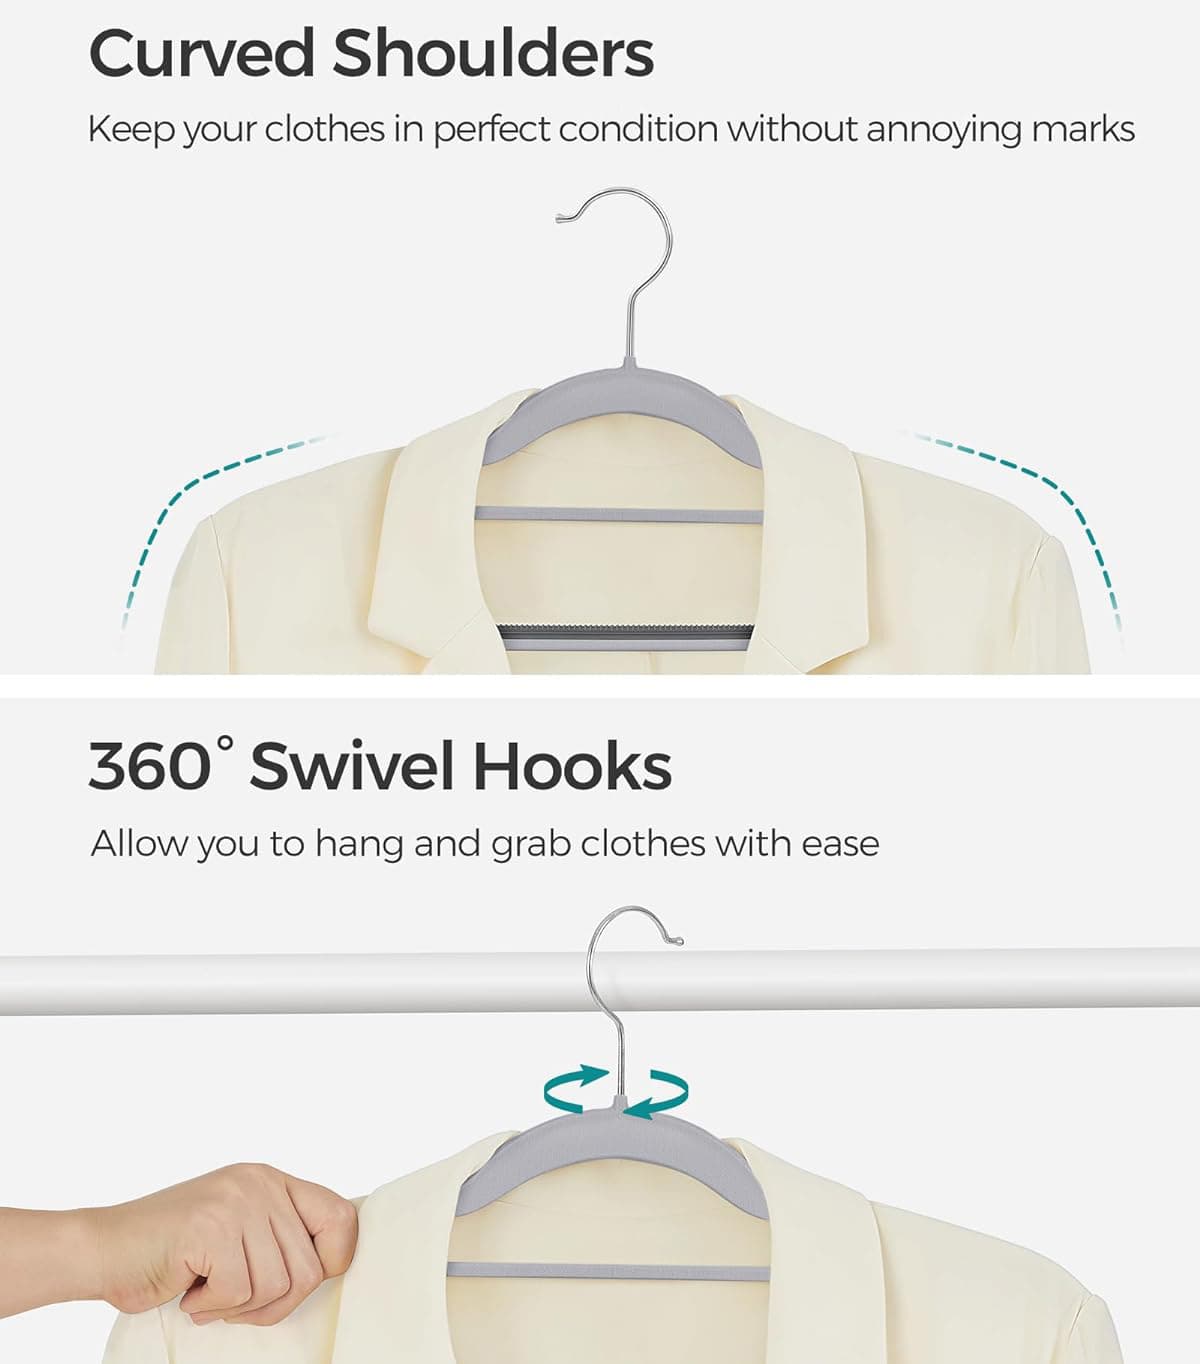 Curved Shoulders
Keep your clothes in perfect condition without annoying marks
360° Swivel Hooks
Allow you to hang and grab clothes with ease